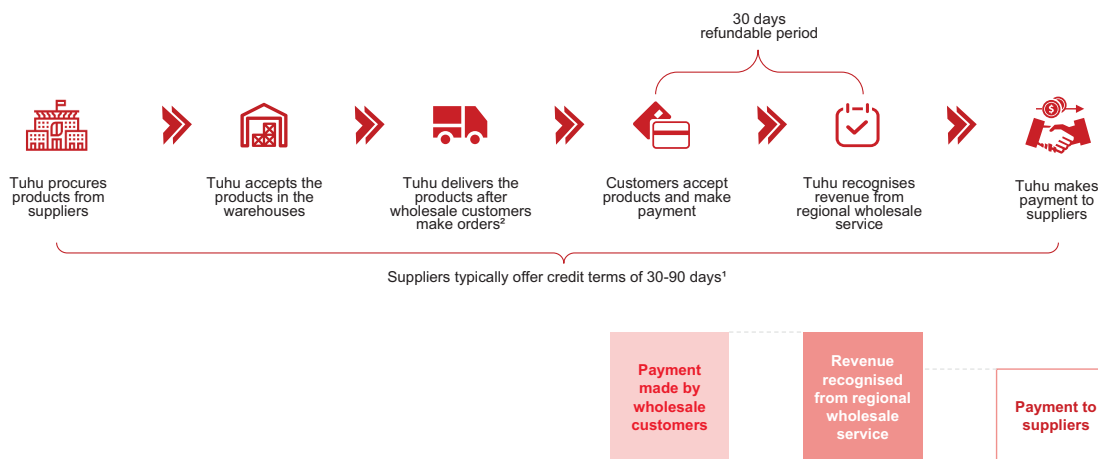 30 days
refundable period
Tuhu procures
products from
suppliers
Tuhu accepts the
products in the
warehouses
Tuhu delivers the
products after
wholesale customers
make orders²
Customers accept
products and make
payment
Tuhu recognises
revenue from
regional wholesale
service
Tuhu makes
payment to
suppliers
Suppliers typically offer credit terms of 30-90 days¹
Payment
made by
wholesale
customers
Revenue
recognised
from regional
wholesale
service
Payment to
suppliers